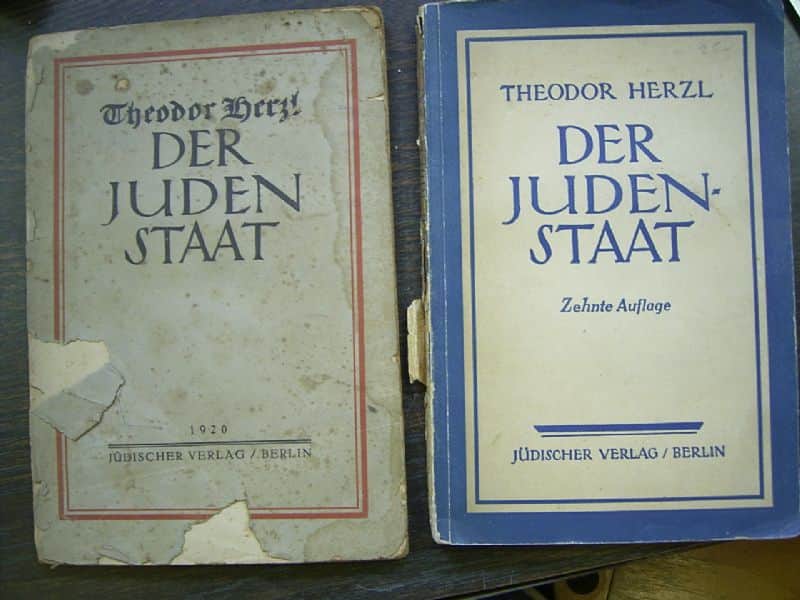 Theodor Herzl
DER
JUDEN
STAAT
1920
JÜDISCHER VERLAG / BERLIN
THEODOR HERZL
DER
JUDEN-
STAAT
Zehnte Auflage
JÜDISCHER VERLAG / BERLIN